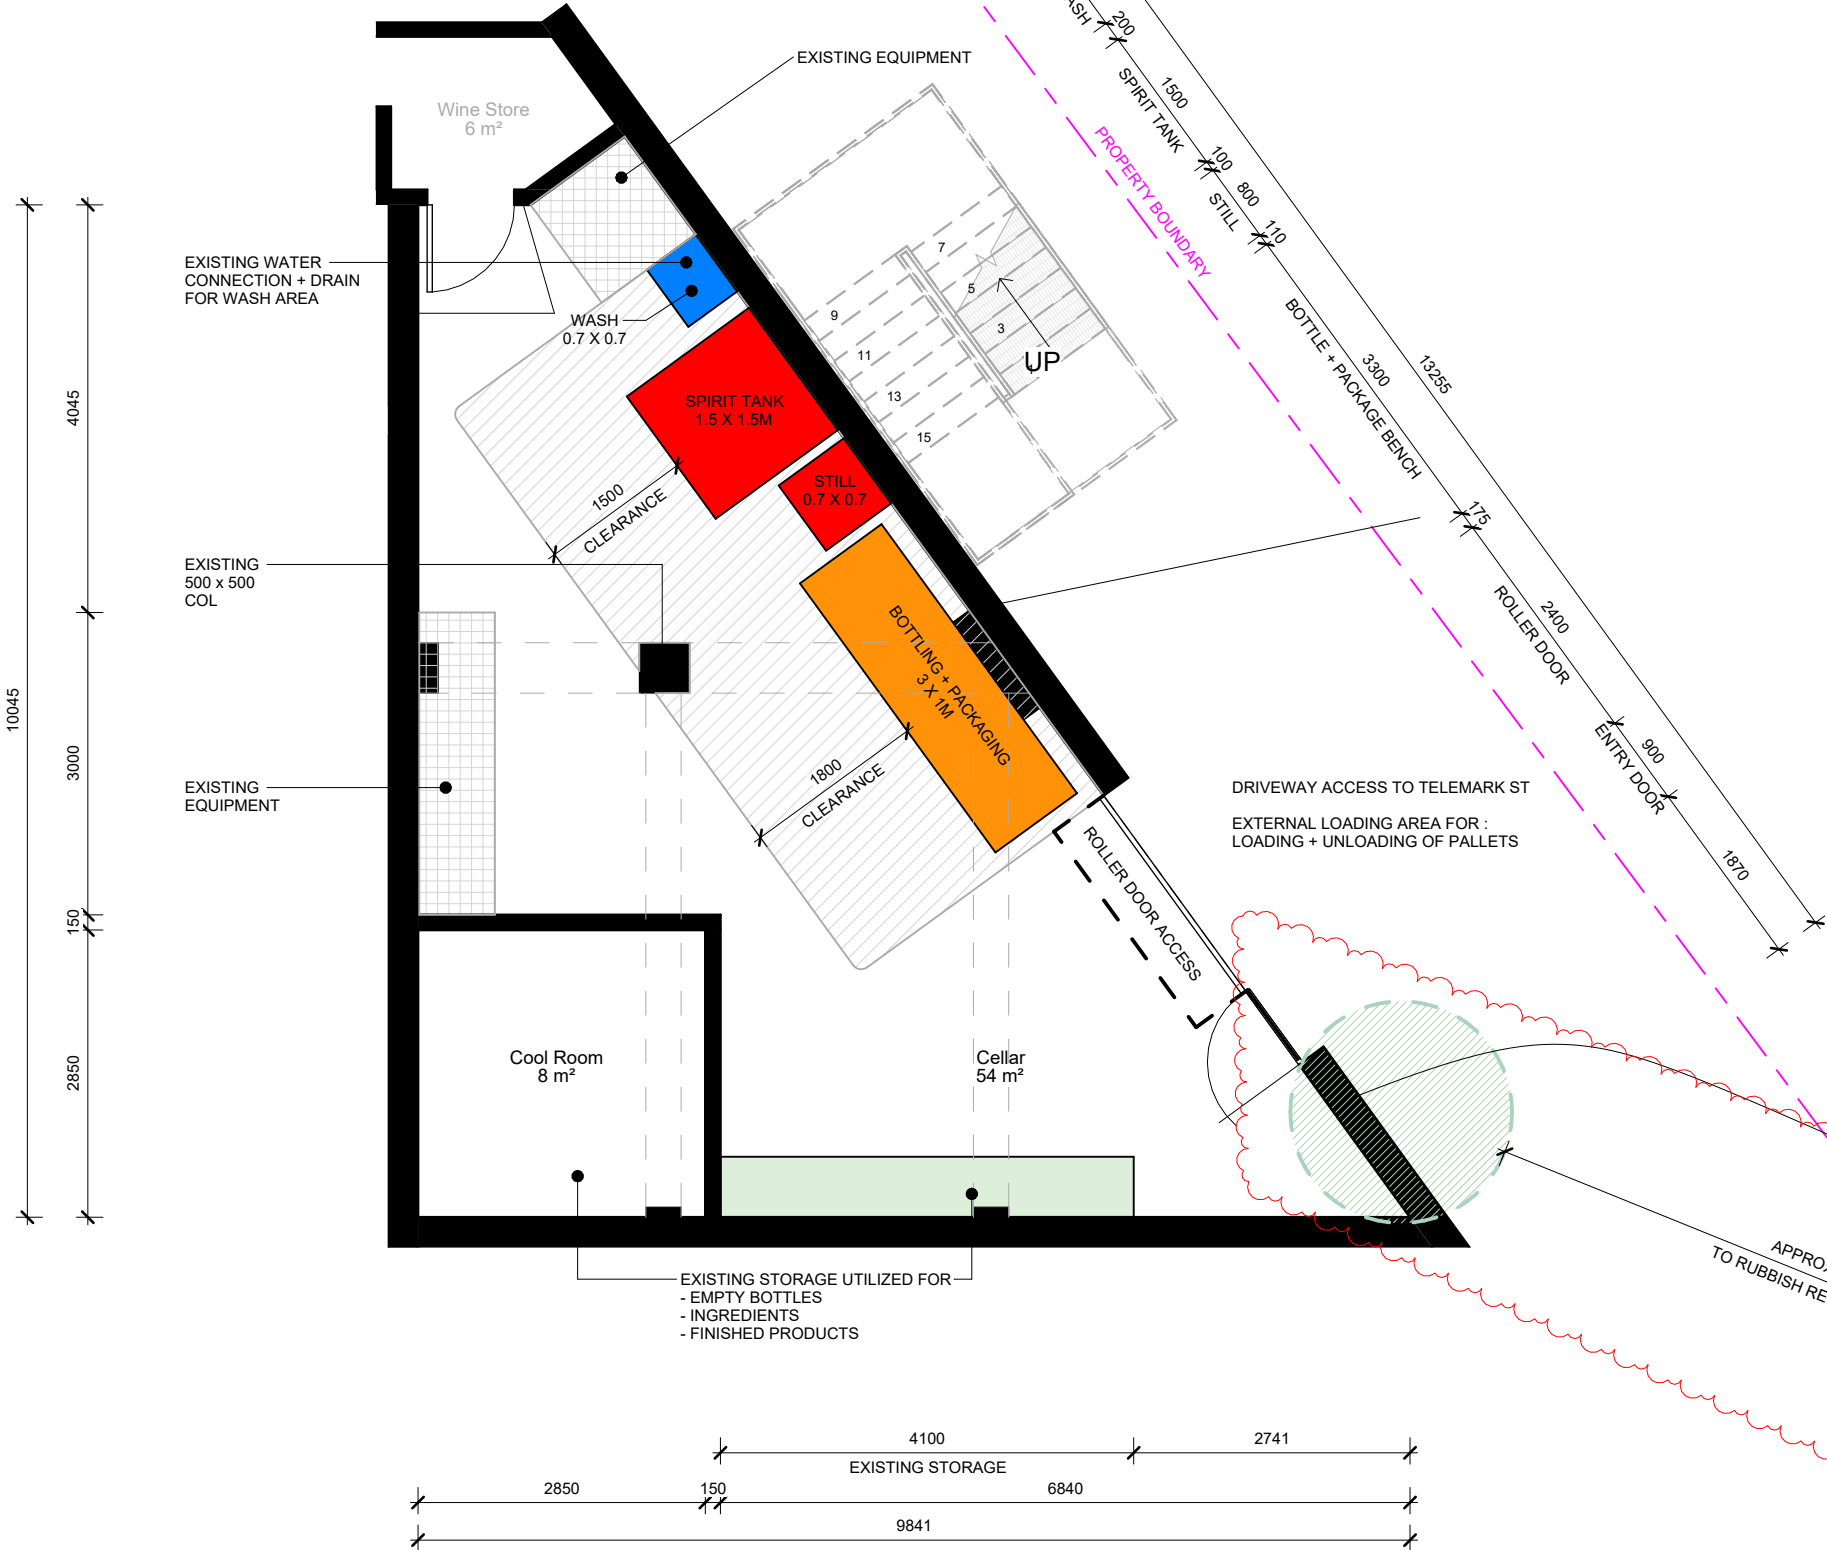 EXISTING EQUIPMENT
Wine Store
6 m²
EXISTING WATER
CONNECTION + DRAIN
FOR WASH AREA
WASH
0.7 X 0.7
SPIRIT TANK
1.5 X 1.5M
STILL
0.7 X 0.7
BOTTLING + PACKAGING
3 X 1M
1500
CLEARANCE
1800
CLEARANCE
EXISTING
500 x 500
COL
EXISTING
EQUIPMENT
7
5
3
9
11
13
15
UP
PROPERTY BOUNDARY
200
1500
SPIRIT TANK
100
800
STILL
110
3300
BOTTLE + PACKAGE BENCH
13255
175
2400
ROLLER DOOR
900
ENTRY DOOR
1870
DRIVEWAY ACCESS TO TELEMARK ST
EXTERNAL LOADING AREA FOR :
LOADING + UNLOADING OF PALLETS
ROLLER DOOR ACCESS
Cool Room
8 m²
Cellar
54 m²
EXISTING STORAGE UTILIZED FOR
- EMPTY BOTTLES
- INGREDIENTS
- FINISHED PRODUCTS
TO RUBBISH
10045
4045
3000
150
2850
4100
2741
EXISTING STORAGE
2850
150
6840
9841